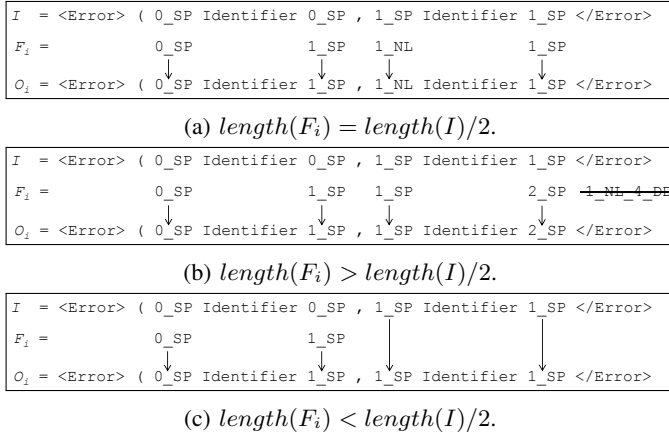 I = <Error> ( 0_SP Identifier 0_SP , 1_SP Identifier 1_SP </Error>
Fi = 0_SP 1_SP 1_NL 1_SP
Oi = <Error> ( 0_SP Identifier 1_SP , 1_NL Identifier 1_SP </Error>
(a) length(Fi) = length(I)/2.
I = <Error> ( 0_SP Identifier 0_SP , 1_SP Identifier 1_SP </Error>
Fi = 0_SP 1_SP 1_SP 2_SP 1_NL_4_DD
Oi = <Error> ( 0_SP Identifier 1_SP , 1_SP Identifier 2_SP </Error>
(b) length(Fi) > length(I)/2.
I = <Error> ( 0_SP Identifier 0_SP , 1_SP Identifier 1_SP </Error>
Fi = 0_SP 1_SP
Oi = <Error> ( 0_SP Identifier 1_SP , 1_SP Identifier 1_SP </Error>
(c) length(Fi) < length(I)/2.